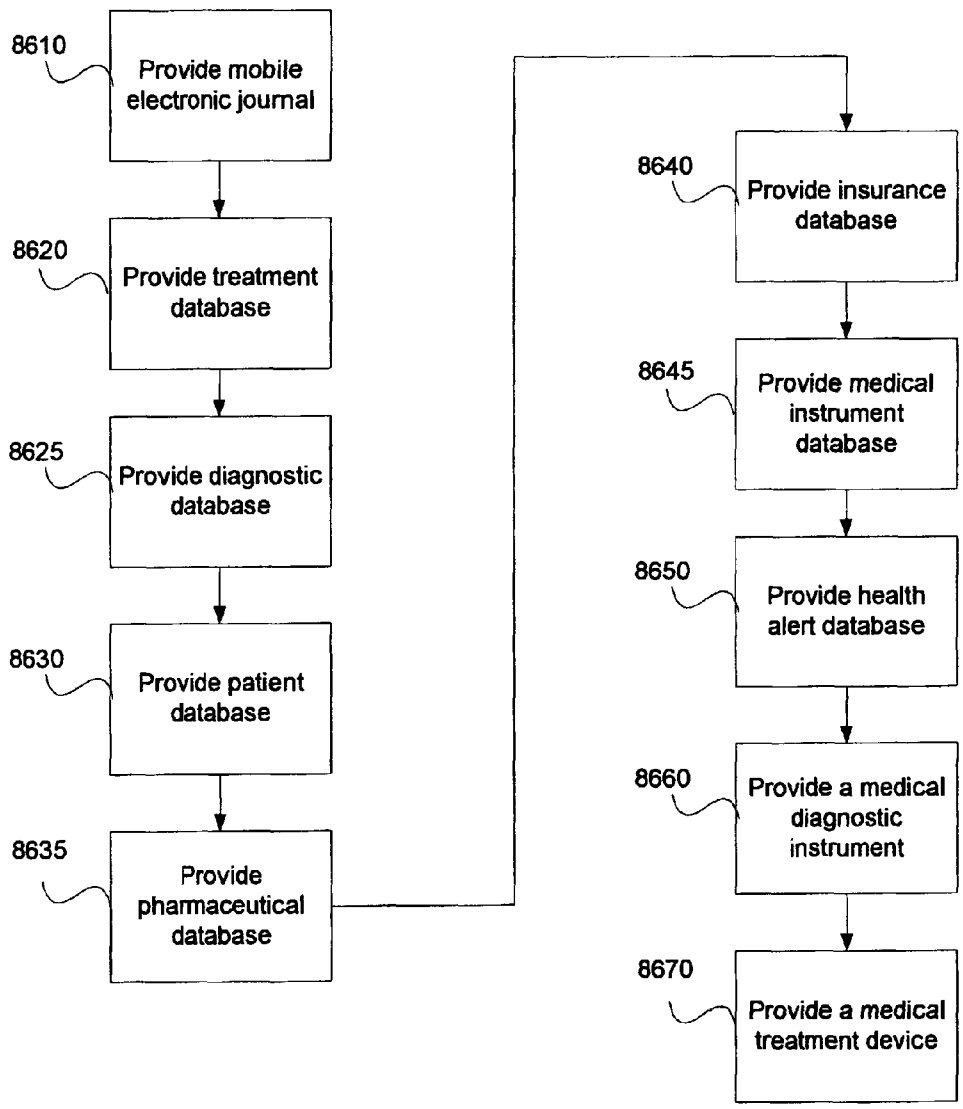 8610
Provide mobile
electronic journal
8620
Provide treatment
database
8625
Provide diagnostic
database
8630
Provide patient
database
8635
Provide
pharmaceutical
database
8640
Provide insurance
database
8645
Provide medical
instrument
database
8650
Provide health
alert database
8660
Provide a medical
diagnostic
instrument
8670
Provide a medical
treatment device